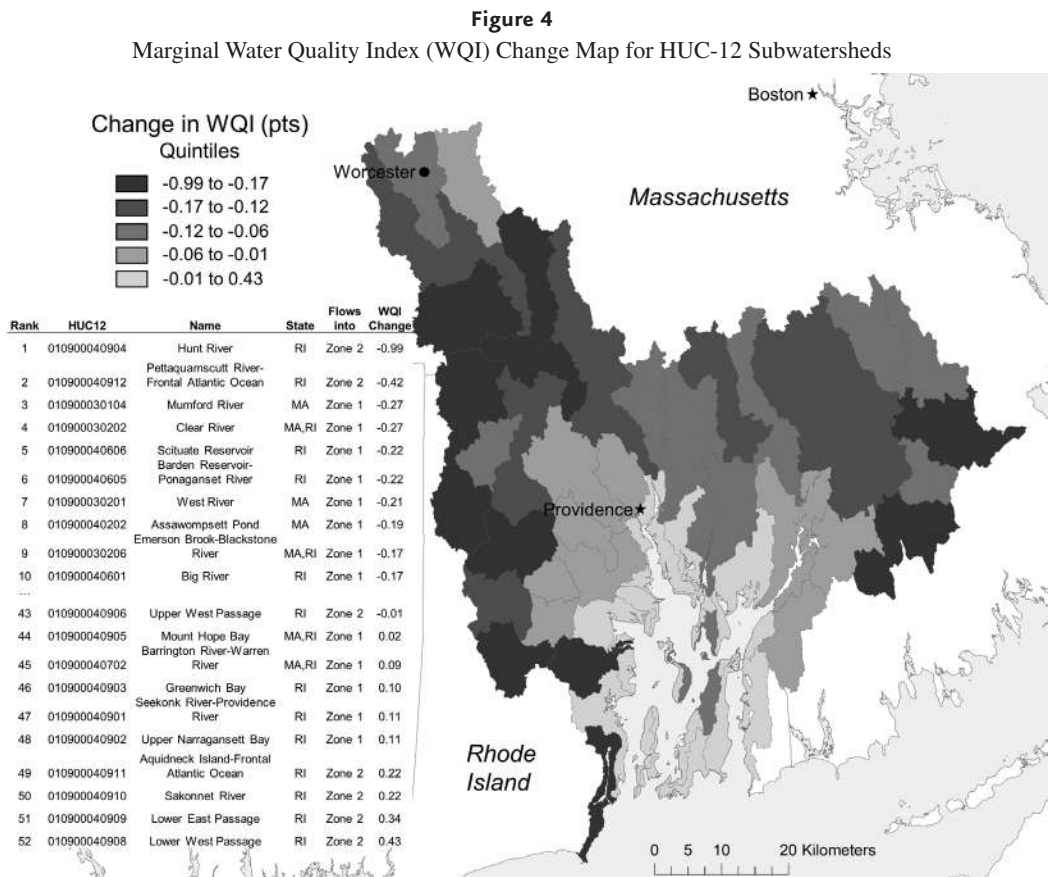 Figure 4
Marginal Water Quality Index (WQI) Change Map for HUC-12 Subwatersheds
Boston
Change in WQI (pts)
Quintiles
-0.99 to -0.17
-0.17 to -0.12
-0.12 to -0.06
-0.06 to -0.01
-0.01 to 0.43
Worcester
Massachusetts
Providence
Rhode
Island
0 5 10 20 Kilometers
Flows WQI
Rank HUC12 Name State into Change
1 010900040904 Hunt River RI Zone 2 -0.99
Pettaquamscutt River-
2 010900040912 Frontal Atlantic Ocean RI Zone 2 -0.42
3 010900030104 Mumford River MA Zone 1 -0.27
4 010900030202 Clear River MA,RI Zone 1 -0.27
5 010900040606 Scituate Reservoir RI Zone 1 -0.22
Barden Reservoir-
6 010900040605 Ponaganset River RI Zone 1 -0.22
7 010900030201 West River MA Zone 1 -0.21
8 010900040202 Assawompsett Pond MA Zone 1 -0.19
Emerson Brook-Blackstone
9 010900030206 River MA,RI Zone 1 -0.17
10 010900040601 Big River RI Zone 1 -0.17
...
43 010900040906 Upper West Passage RI Zone 2 -0.01
44 010900040905 Mount Hope Bay MA,RI Zone 1 0.02
Barrington River-Warren
45 010900040702 River MA,RI Zone 1 0.09
46 010900040903 Greenwich Bay RI Zone 1 0.10
Seekonk River-Providence
47 010900040901 River RI Zone 1 0.11
48 010900040902 Upper Narragansett Bay RI Zone 1 0.11
Aquidneck Island-Frontal
49 010900040911 Atlantic Ocean RI Zone 2 0.22
50 010900040910 Sakonnet River RI Zone 2 0.22
51 010900040909 Lower East Passage RI Zone 2 0.34
52 010900040908 Lower West Passage RI Zone 2 0.43